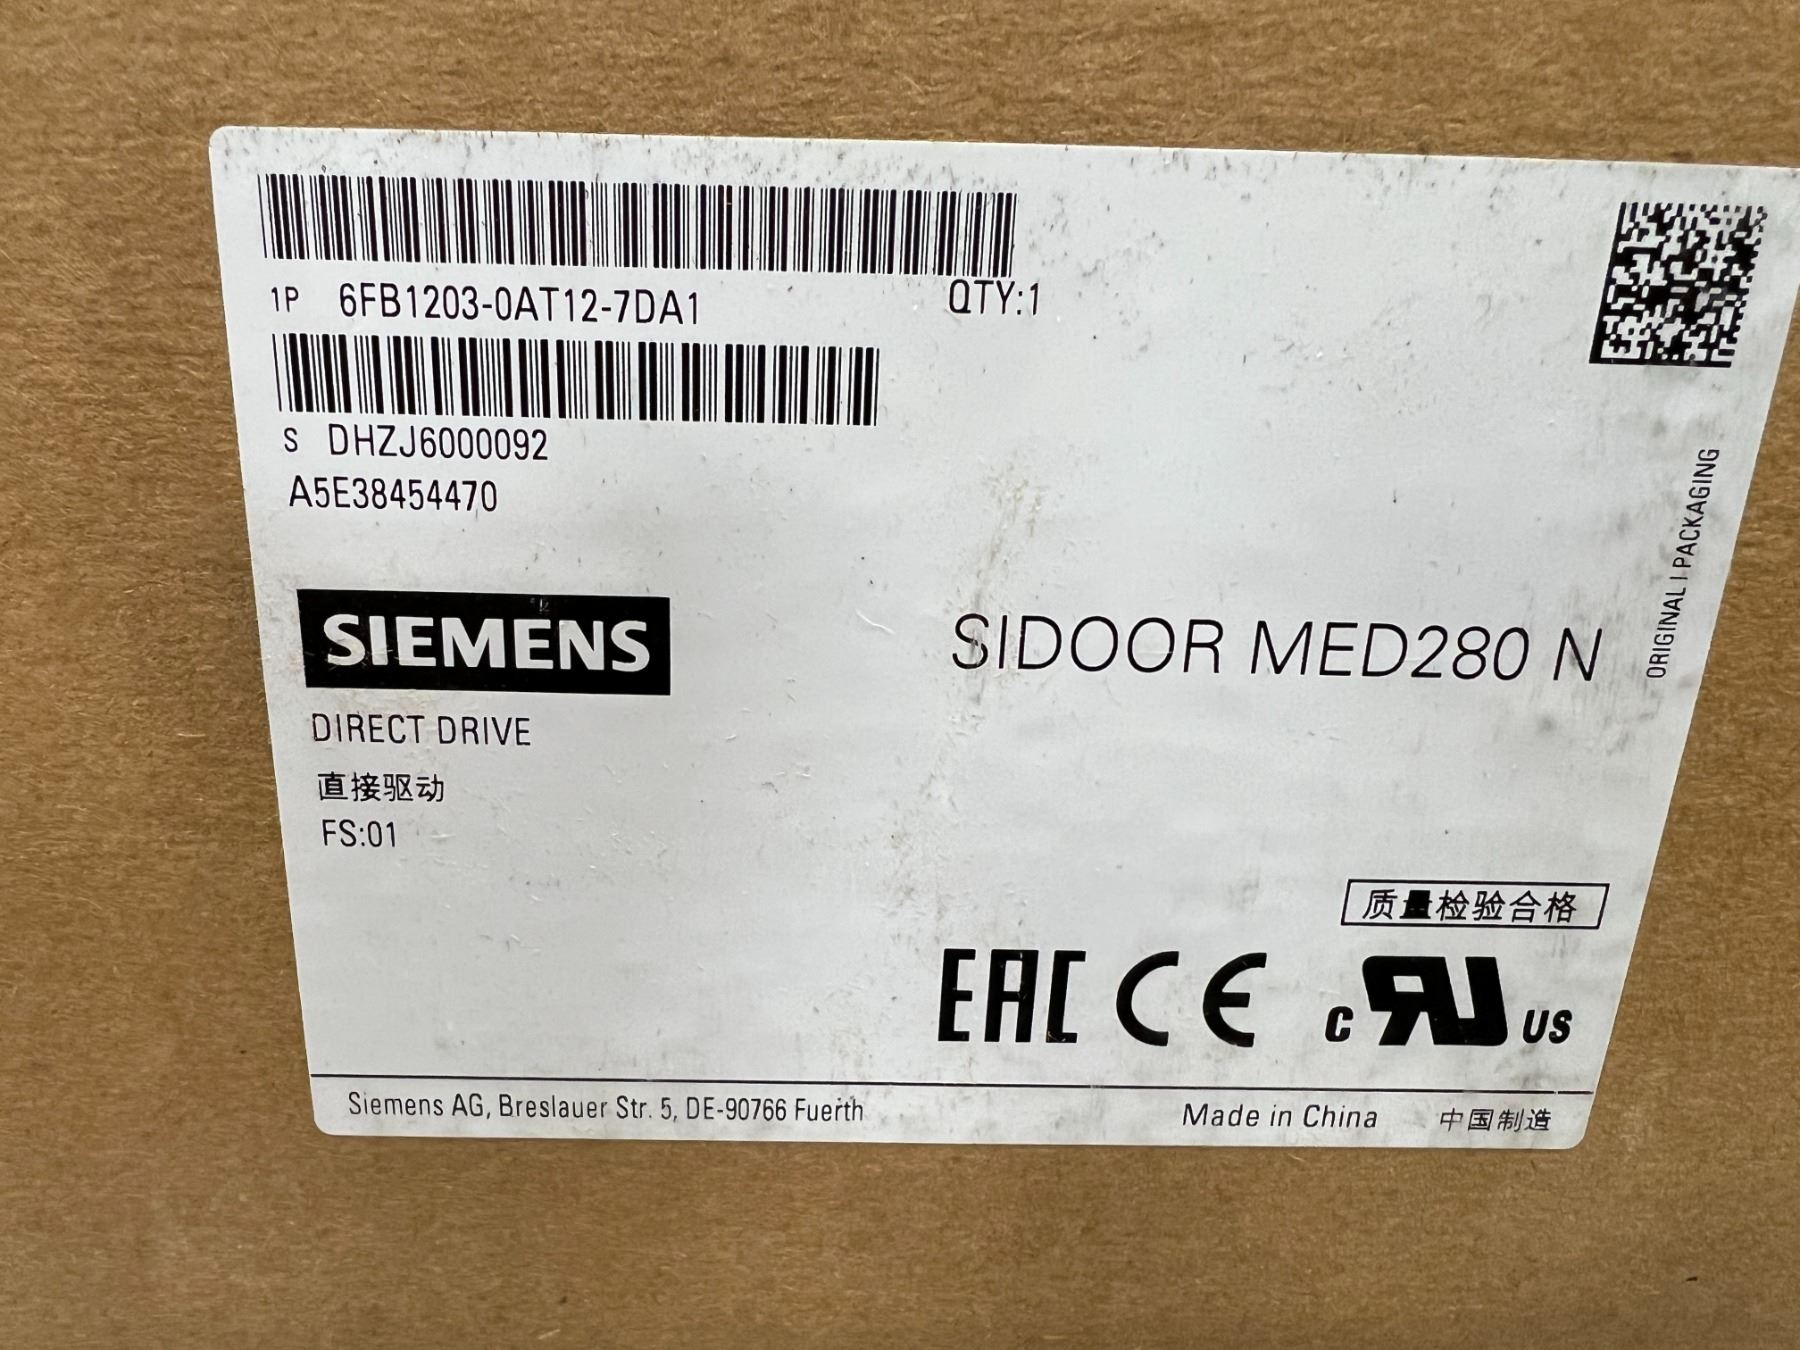 1P 6FB1203-0AT12-7DA1 QTY:1
S DHZJ6000092
A5E38454470
ORIGINAL | PACKAGING
SIEMENS
SIDOOR MED280 N
DIRECT DRIVE
直接驱动
FS:01
质量检验合格
EAC CE c RU US
Siemens AG, Breslauer Str. 5, DE-90766 Fuerth Made in China 中国制造